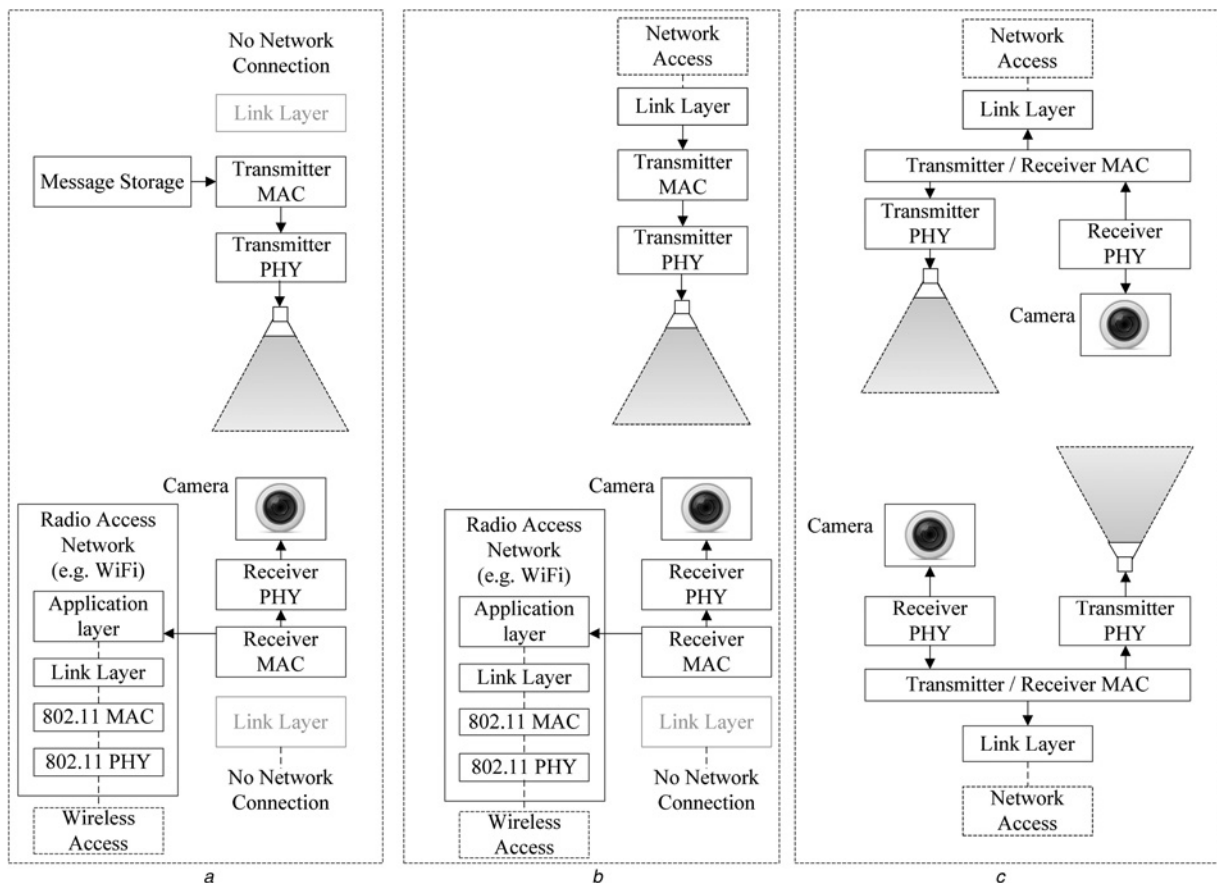 No Network
Connection
Link Layer
Message Storage
Transmitter
MAC
Transmitter
PHY
Camera
Radio Access
Network
(e.g. WiFi)
Receiver
PHY
Application
layer
Receiver
MAC
Link Layer
Link Layer
802.11 MAC
802.11 PHY
No Network
Connection
Wireless
Access
a
Network
Access
Link Layer
Transmitter
MAC
Transmitter
PHY
Camera
Radio Access
Network
(e.g. WiFi)
Receiver
PHY
Application
layer
Receiver
MAC
Link Layer
Link Layer
802.11 MAC
802.11 PHY
No Network
Connection
Wireless
Access
b
Network
Access
Link Layer
Transmitter / Receiver MAC
Transmitter
PHY
Receiver
PHY
Camera
Camera
Receiver
PHY
Transmitter
PHY
Transmitter / Receiver MAC
Link Layer
Network
Access
c